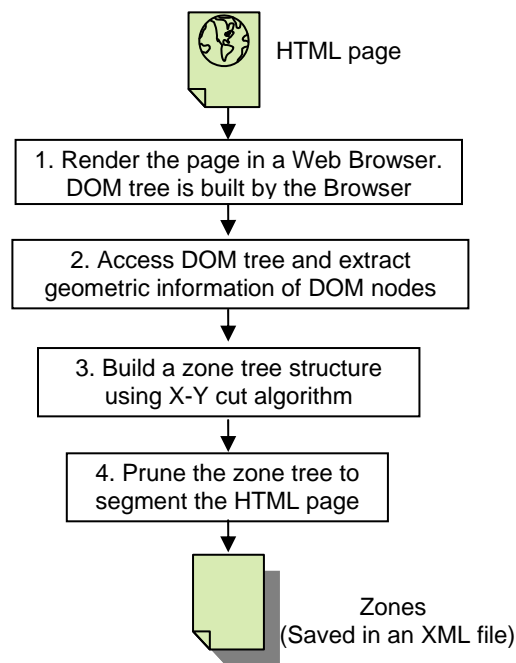 HTML page
1. Render the page in a Web Browser.
DOM tree is built by the Browser
2. Access DOM tree and extract
geometric information of DOM nodes
3. Build a zone tree structure
using X-Y cut algorithm
4. Prune the zone tree to
segment the HTML page
Zones
(Saved in an XML file)